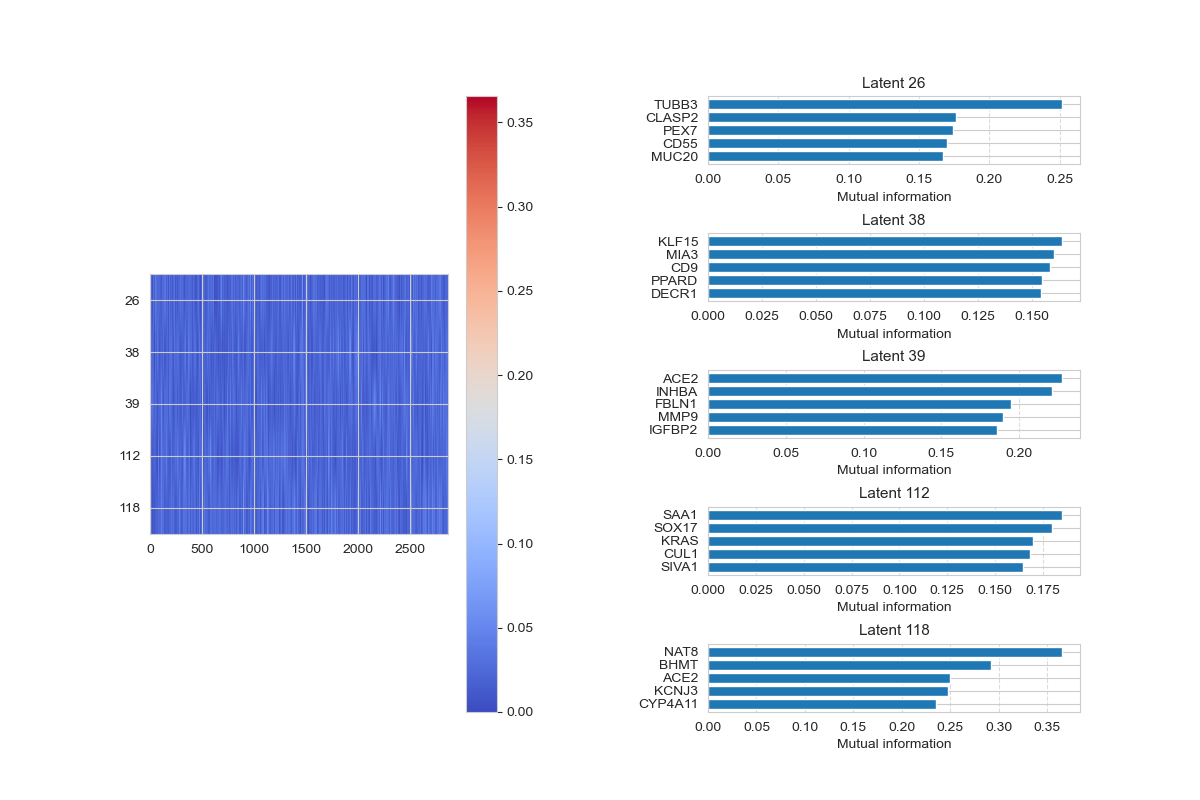 26
38
39
112
118
0 500 1000 1500 2000 2500
0.35
0.30
0.25
0.20
0.15
0.10
0.05
0.00
Latent 26
TUBB3
CLASP2
PEX7
CD55
MUC20
0.00 0.05 0.10 0.15 0.20 0.25
Mutual information
Latent 38
KLF15
MIA3
CD9
PPARD
DECR1
0.000 0.025 0.050 0.075 0.100 0.125 0.150
Mutual information
Latent 39
ACE2
INHBA
FBLN1
MMP9
IGFBP2
0.00 0.05 0.10 0.15 0.20
Mutual information
Latent 112
SAA1
SOX17
KRAS
CUL1
SIVA1
0.000 0.025 0.050 0.075 0.100 0.125 0.150 0.175
Mutual information
Latent 118
NAT8
BHMT
ACE2
KCNJ3
CYP4A11
0.00 0.05 0.10 0.15 0.20 0.25 0.30 0.35
Mutual information